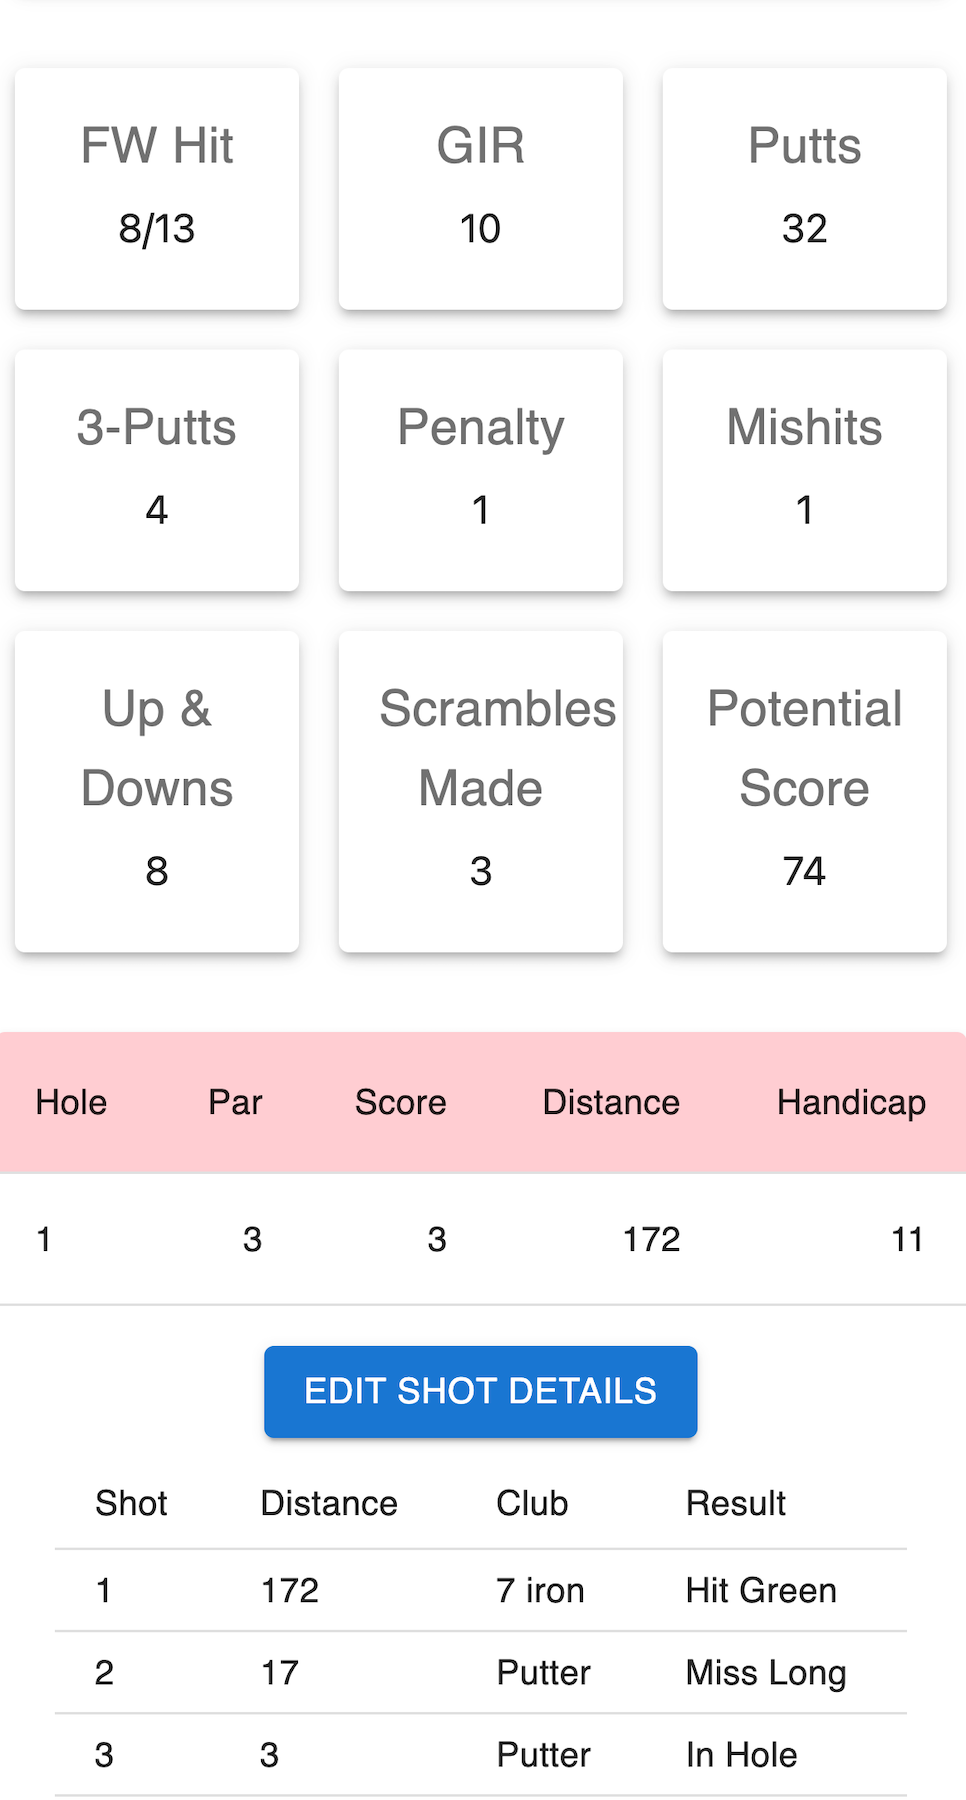 FW Hit
8/13
GIR
10
Putts
32
3-Putts
4
Penalty
1
Mishits
1
Up &
Downs
8
Scrambles
Made
3
Potential
Score
74
Hole Par Score Distance Handicap
1 3 3 172 11
EDIT SHOT DETAILS
Shot Distance Club Result
1 172 7 iron Hit Green
2 17 Putter Miss Long
3 3 Putter In Hole